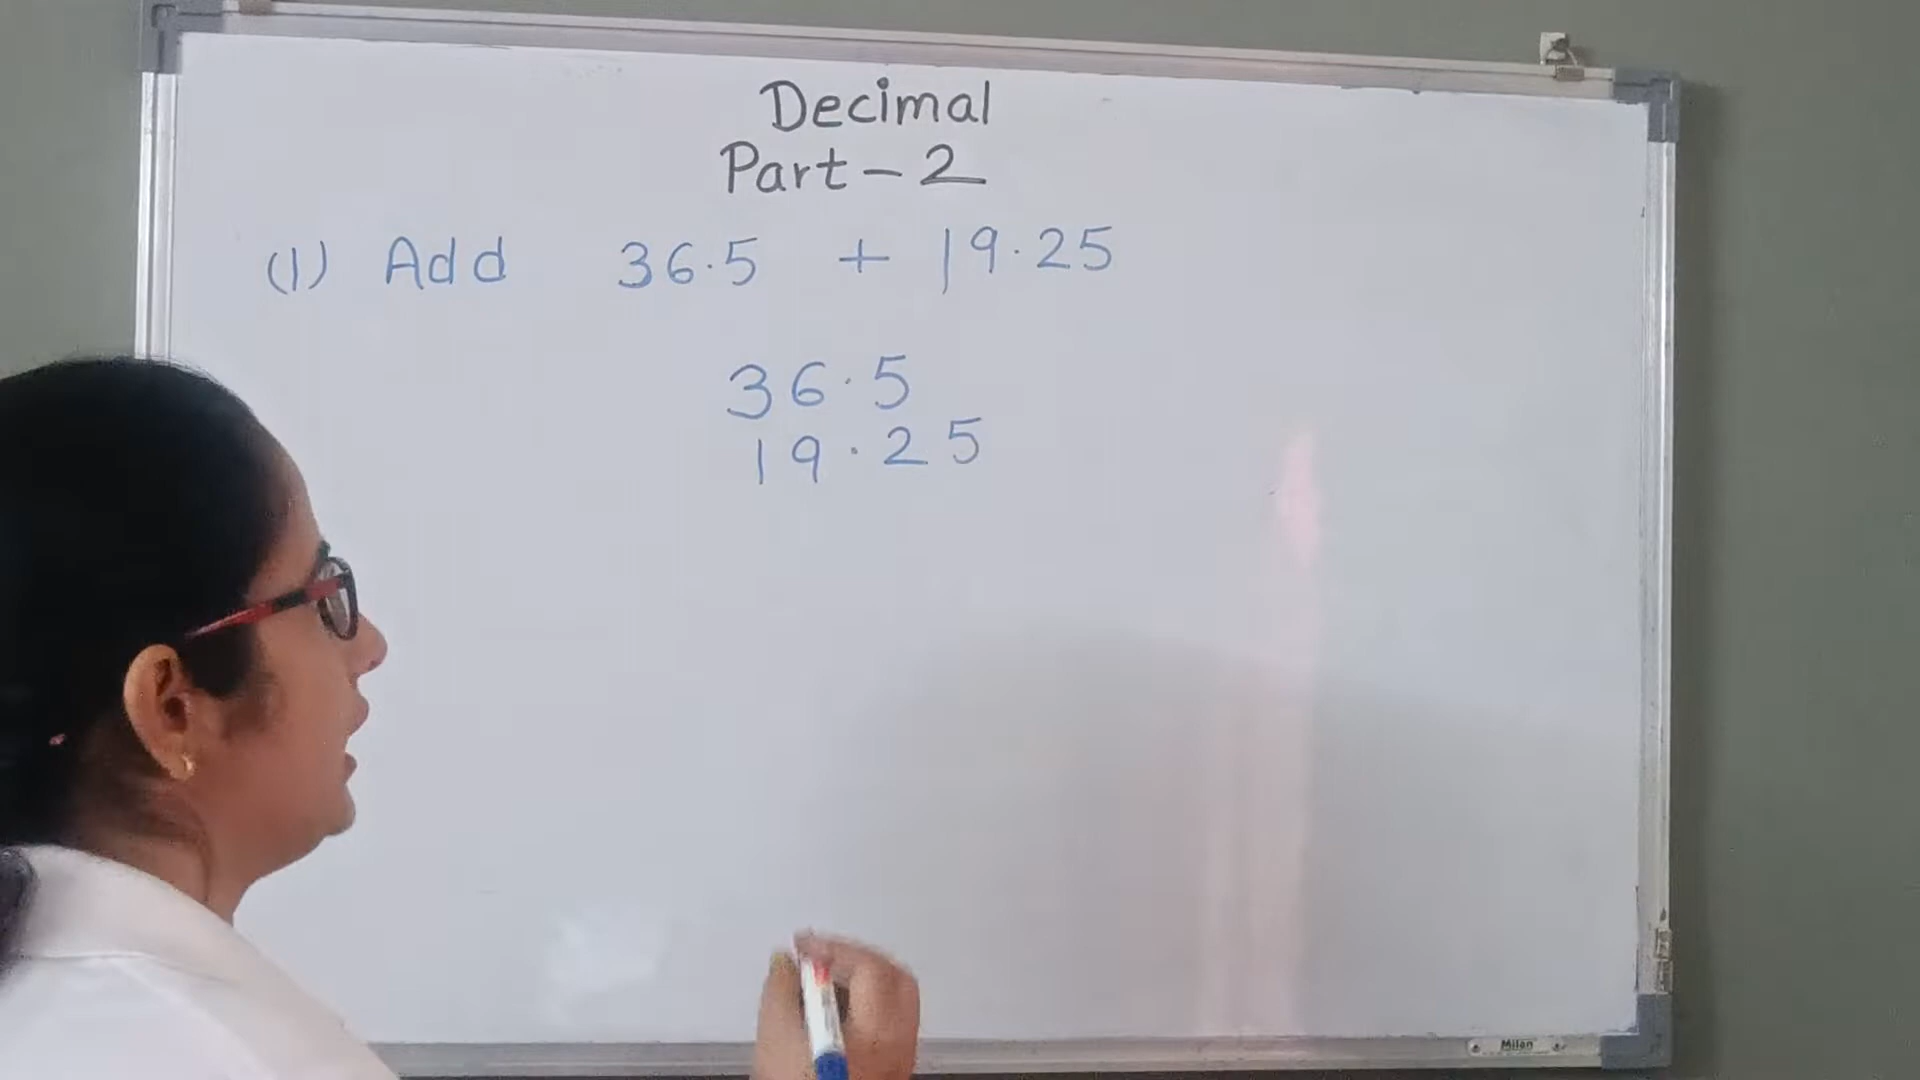 Decimal
Part - 2
(1) Add 36.5 + 19.25
36.5
19.25
Milan